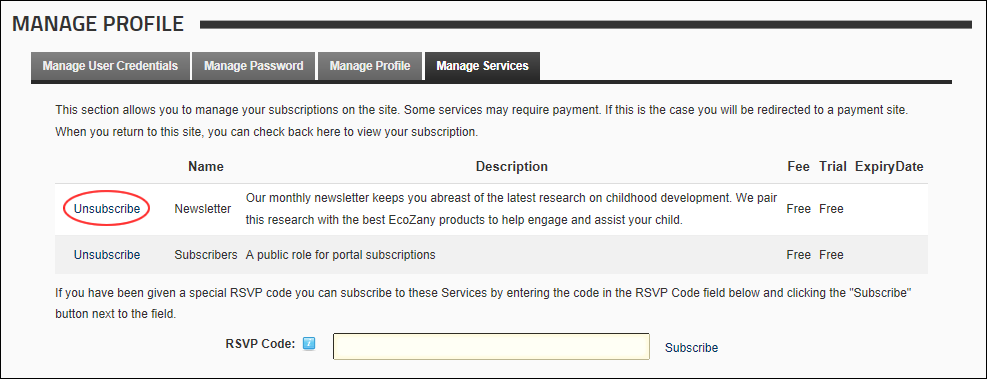 MANAGE PROFILE
Manage User Credentials Manage Password Manage Profile Manage Services
This section allows you to manage your subscriptions on the site. Some services may require payment. If this is the case you will be redirected to a payment site.
When you return to this site, you can check back here to view your subscription.
Name Description Fee Trial ExpiryDate
Our monthly newsletter keeps you abreast of the latest research on childhood development. We pair
Unsubscribe Newsletter Free Free
this research with the best EcoZany products to help engage and assist your child.
Unsubscribe Subscribers A public role for portal subscriptions Free Free
If you have been given a special RSVP code you can subscribe to these Services by entering the code in the RSVP Code field below and clicking the "Subscribe"
button next to the field.
RSVP Code: i Subscribe